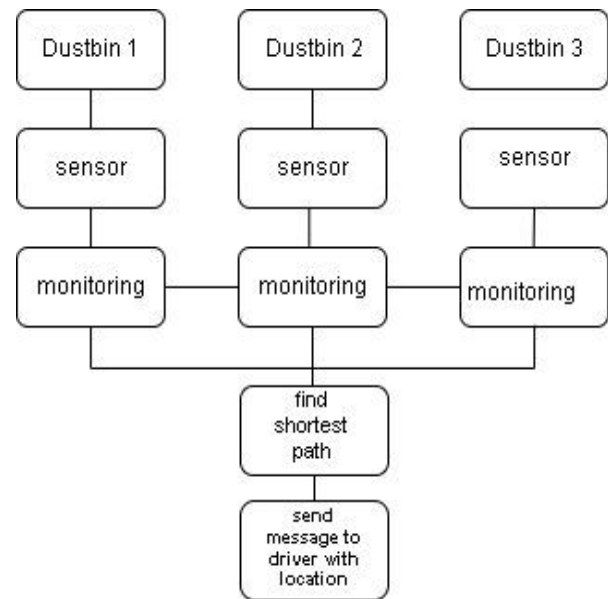 Dustbin 1
Dustbin 2
Dustbin 3
sensor
sensor
sensor
monitoring
monitoring
monitoring
find
shortest
path
send
message to
driver with
location